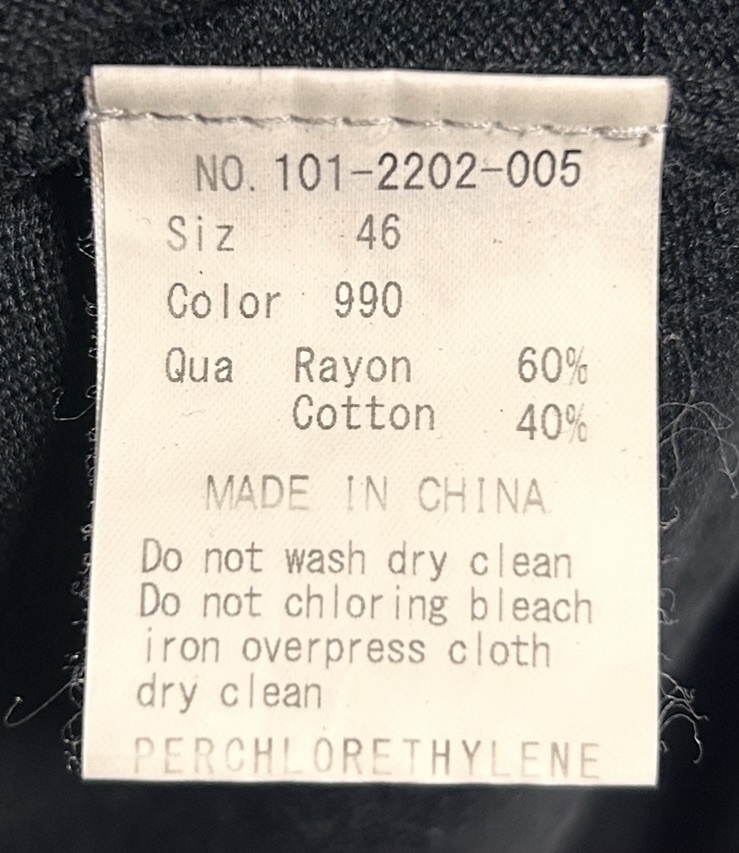 NO. 101-2202-005
Siz 46
Color 990
Qua Rayon 60%
Cotton 40%
MADE IN CHINA
Do not wash dry clean
Do not chloring bleach
iron overpress cloth
dry clean
PERCHLORETHYLENE